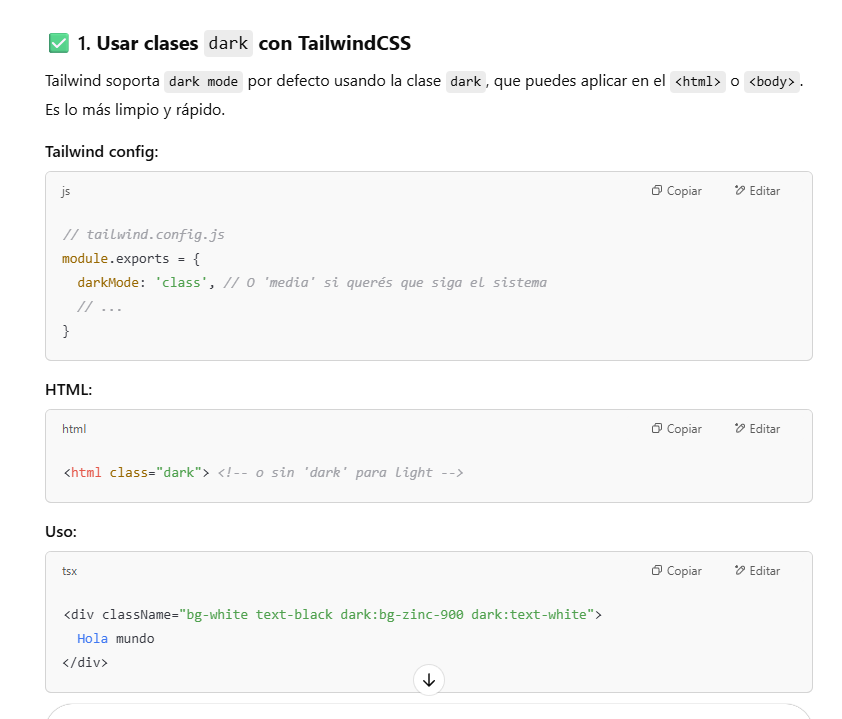 ✅ 1. Usar clases dark con TailwindCSS
Tailwind soporta dark mode por defecto usando la clase dark, que puedes aplicar en el <html> o <body>.
Es lo más limpio y rápido.
Tailwind config:
js Copiar Editar
// tailwind.config.js
module.exports = {
  darkMode: 'class', // O 'media' si querés que siga el sistema
  // ...
}
HTML:
html Copiar Editar
<html class="dark"> <!-- o sin 'dark' para light -->
Uso:
tsx Copiar Editar
<div className="bg-white text-black dark:bg-zinc-900 dark:text-white">
  Hola mundo
</div>